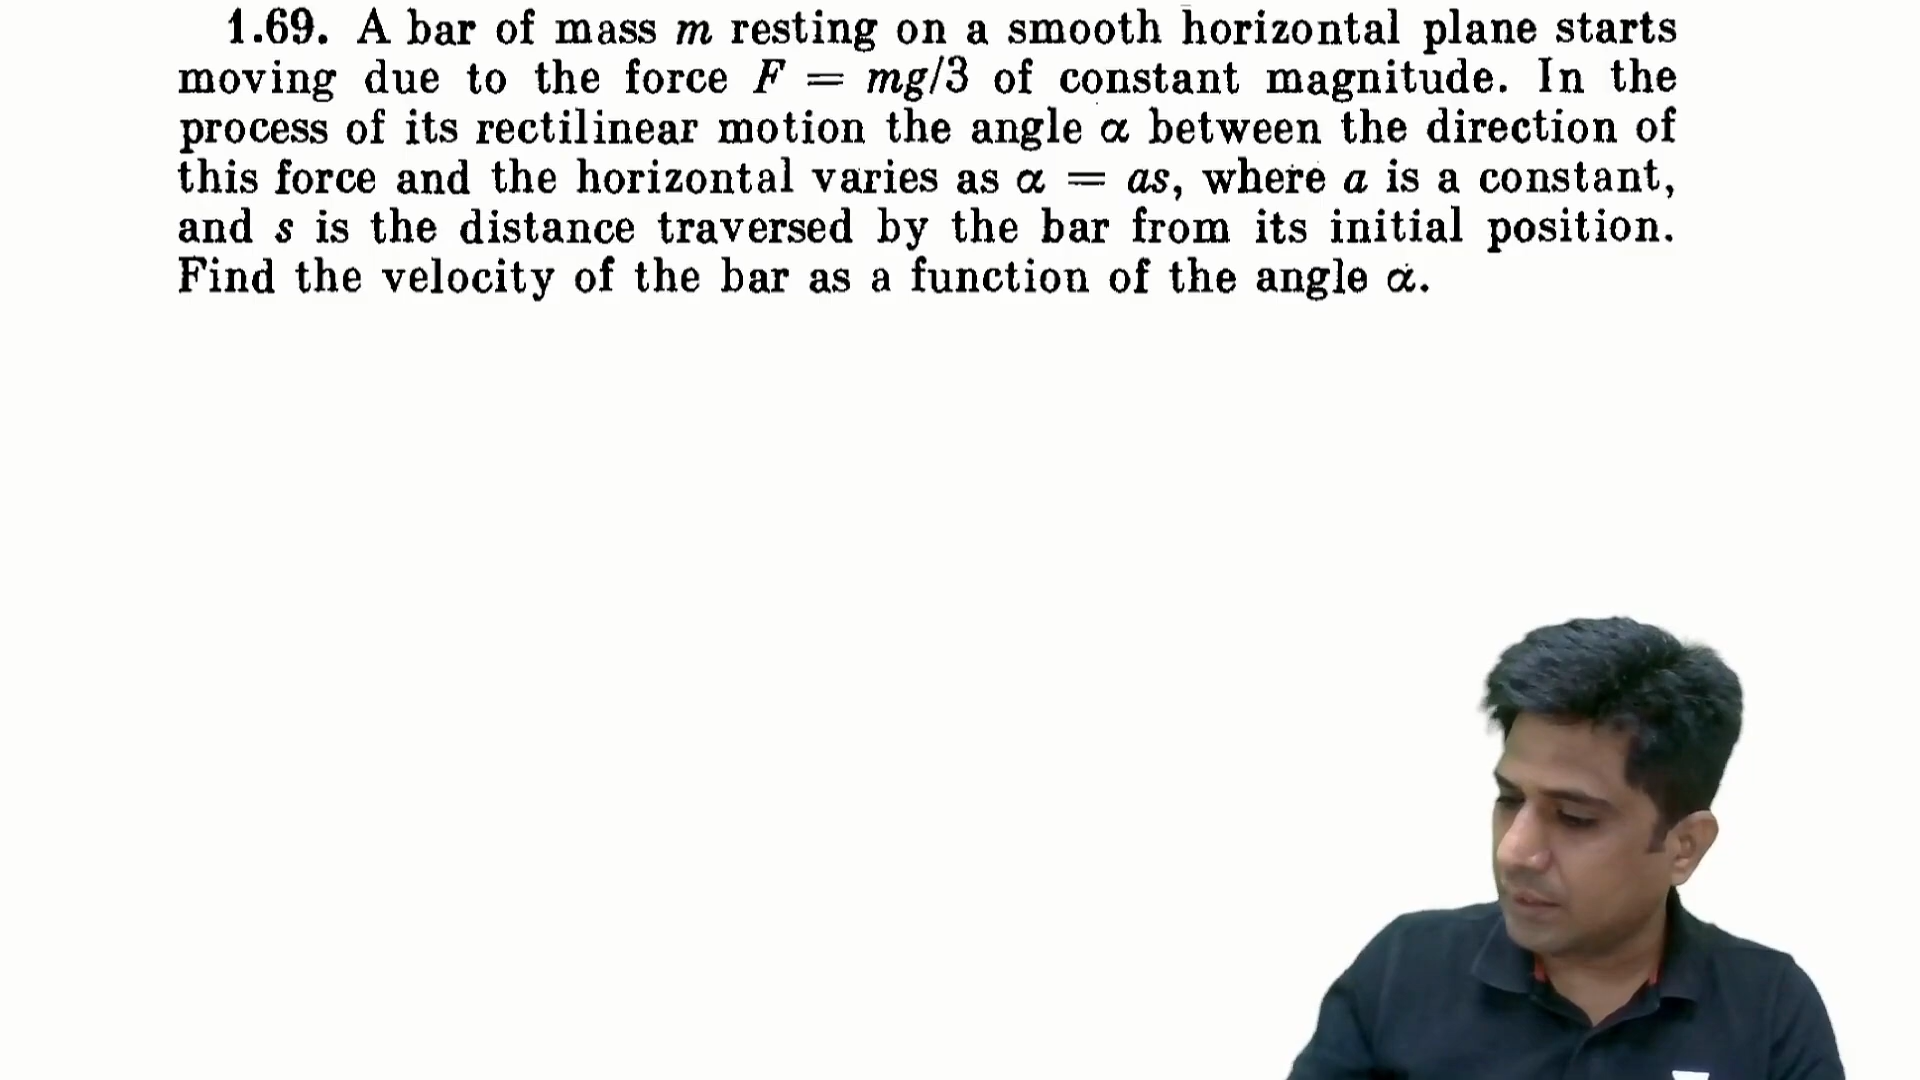 1.69. A bar of mass m resting on a smooth horizontal plane starts
moving due to the force F = mg/3 of constant magnitude. In the
process of its rectilinear motion the angle α between the direction of
this force and the horizontal varies as α = as, where a is a constant,
and s is the distance traversed by the bar from its initial position.
Find the velocity of the bar as a function of the angle α.